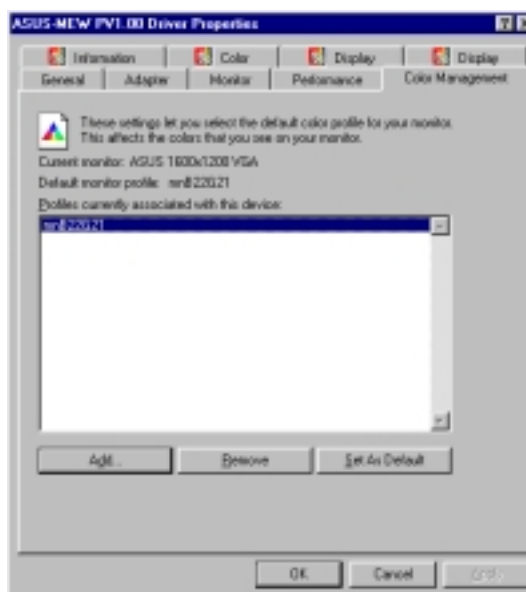 ASUS-MEW PV1.00 Driver Properties
Information Color Display Display
General Adapter Monitor Performance Color Management
These settings let you select the default color profile for your monitor.
This affects the colors that you see on your monitor.
Current monitor: ASUS 1600x1200 VGA
Default monitor profile: mnB22G21
Profiles currently associated with this device:
mnB22G21
Add... Remove Set As Default
OK Cancel Apply